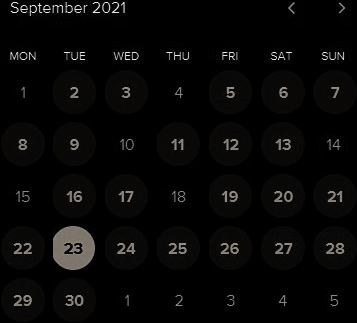 September 2021
MON TUE WED THU FRI SAT SUN
1 2 3 4 5 6 7
8 9 10 11 12 13 14
15 16 17 18 19 20 21
22 23 24 25 26 27 28
29 30 1 2 3 4 5